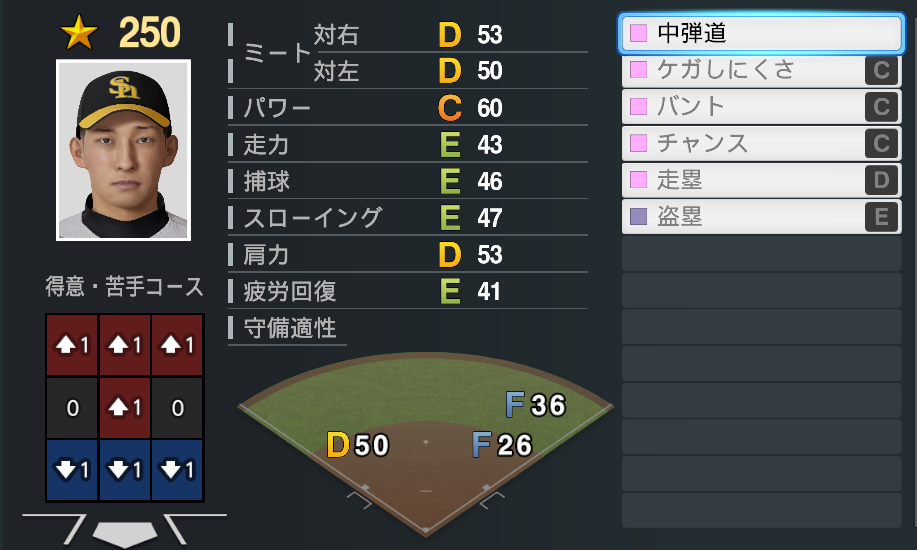 250
SH
ミート 対右 D 53
対左 D 50
パワー C 60
走力 E 43
捕球 E 46
スローイング E 47
肩力 D 53
疲労回復 E 41
守備適性
F 36
D 50 F 26
得意・苦手コース
1 1 1
0 1 0
1 1 1
中弾道
ケガしにくさ C
バント C
チャンス C
走塁 D
盗塁 E